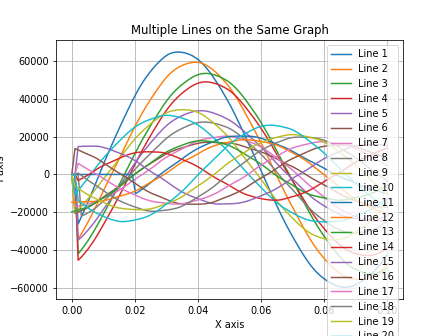 Multiple Lines on the Same Graph
60000
40000
20000
0
−20000
−40000
−60000
0.00
0.02
0.04
0.06
X axis
axis
Line 1
Line 2
Line 3
Line 4
Line 5
Line 6
Line 8
Line 9
Line 10
Line 11
Line 12
Line 13
Line 14
Line 15
Line 16
Line 17
Line 18
Line 19
Line 20